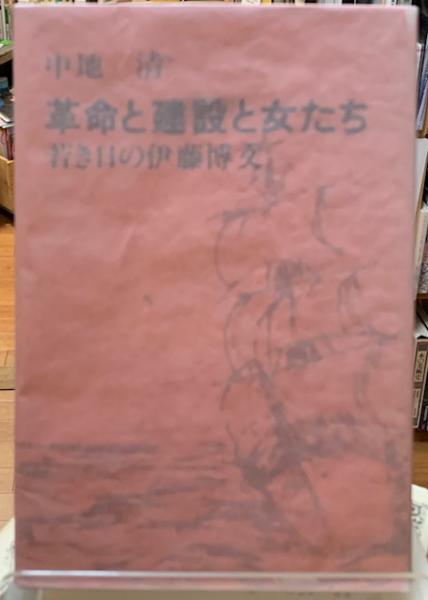 中地 清
革命と建設と女たち
若き日の伊藤博文